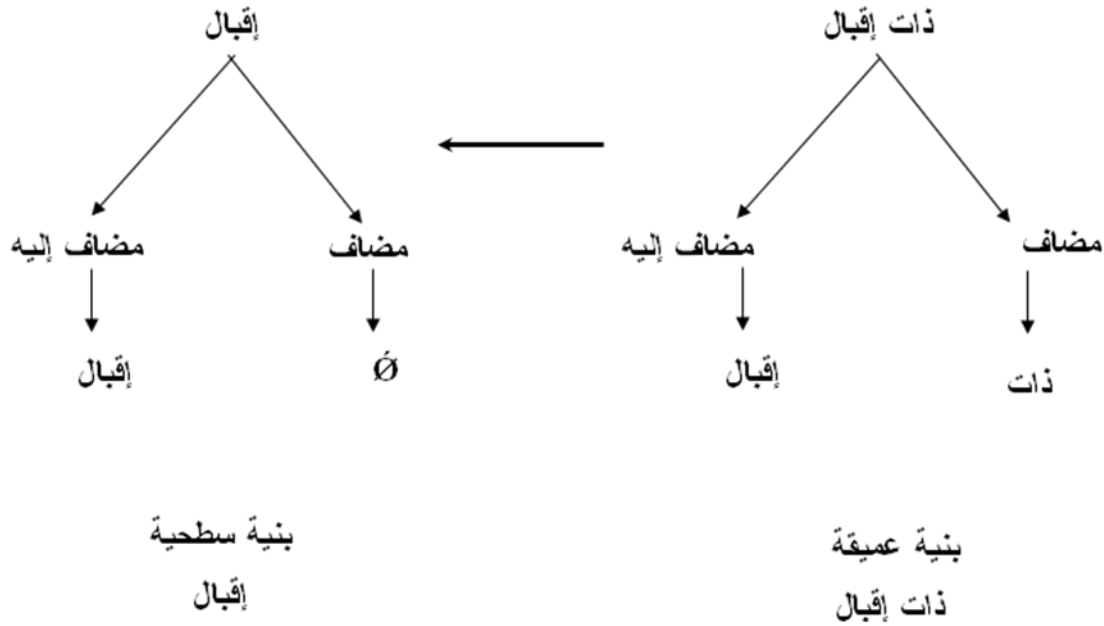 ذات إقبال
إقبال
مضاف
مضاف إليه
مضاف
مضاف إليه
ذات
إقبال
Ǿ
إقبال
بنية عميقة
بنية سطحية
ذات إقبال
إقبال